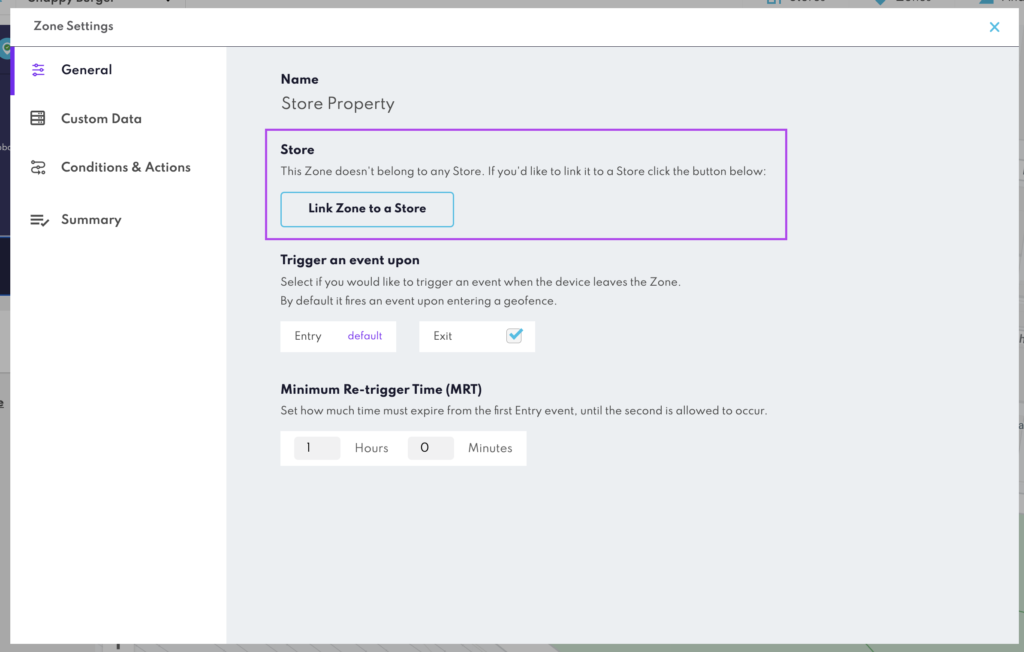 Zone Settings
General
Custom Data
Conditions & Actions
Summary
Name
Store Property
Store
This Zone doesn't belong to any Store. If you'd like to link it to a Store click the button below:
Link Zone to a Store
Trigger an event upon
Select if you would like to trigger an event when the device leaves the Zone.
By default it fires an event upon entering a geofence.
Entry default Exit
Minimum Re-trigger Time (MRT)
Set how much time must expire from the first Entry event, until the second is allowed to occur.
1 Hours 0 Minutes